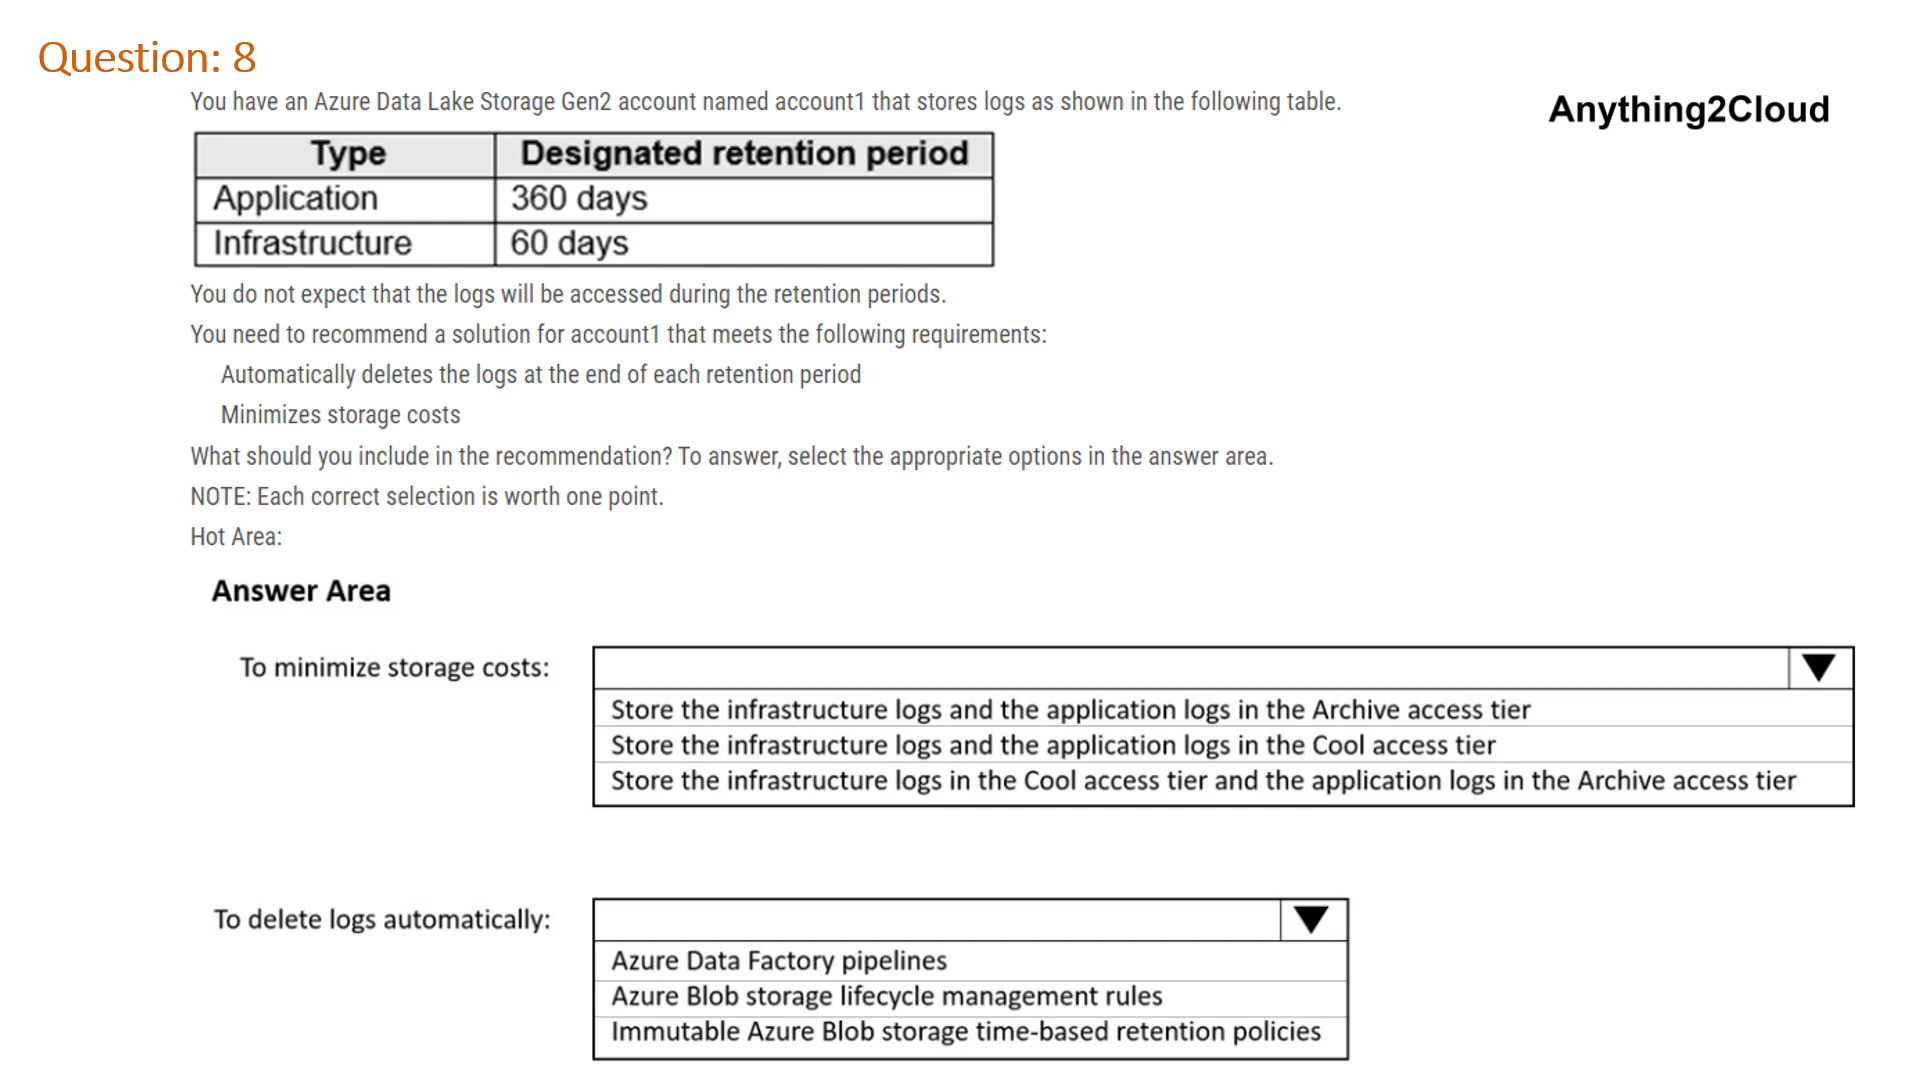 Question: 8
You have an Azure Data Lake Storage Gen2 account named account1 that stores logs as shown in the following table.
Anything2Cloud
Type Designated retention period
Application 360 days
Infrastructure 60 days
You do not expect that the logs will be accessed during the retention periods.
You need to recommend a solution for account1 that meets the following requirements:
Automatically deletes the logs at the end of each retention period
Minimizes storage costs
What should you include in the recommendation? To answer, select the appropriate options in the answer area.
NOTE: Each correct selection is worth one point.
Hot Area:
Answer Area
To minimize storage costs:
Store the infrastructure logs and the application logs in the Archive access tier
Store the infrastructure logs and the application logs in the Cool access tier
Store the infrastructure logs in the Cool access tier and the application logs in the Archive access tier
To delete logs automatically:
Azure Data Factory pipelines
Azure Blob storage lifecycle management rules
Immutable Azure Blob storage time-based retention policies